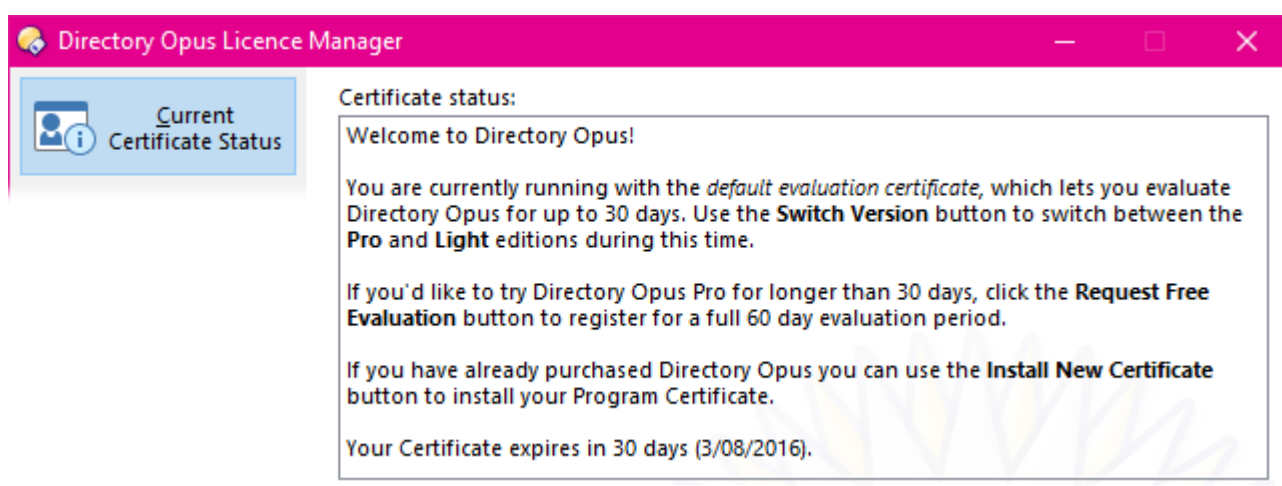 Directory Opus Licence Manager
Current
Certificate Status
Certificate status:
Welcome to Directory Opus!
You are currently running with the default evaluation certificate, which lets you evaluate
Directory Opus for up to 30 days. Use the Switch Version button to switch between the
Pro and Light editions during this time.
If you'd like to try Directory Opus Pro for longer than 30 days, click the Request Free
Evaluation button to register for a full 60 day evaluation period.
If you have already purchased Directory Opus you can use the Install New Certificate
button to install your Program Certificate.
Your Certificate expires in 30 days (3/08/2016).